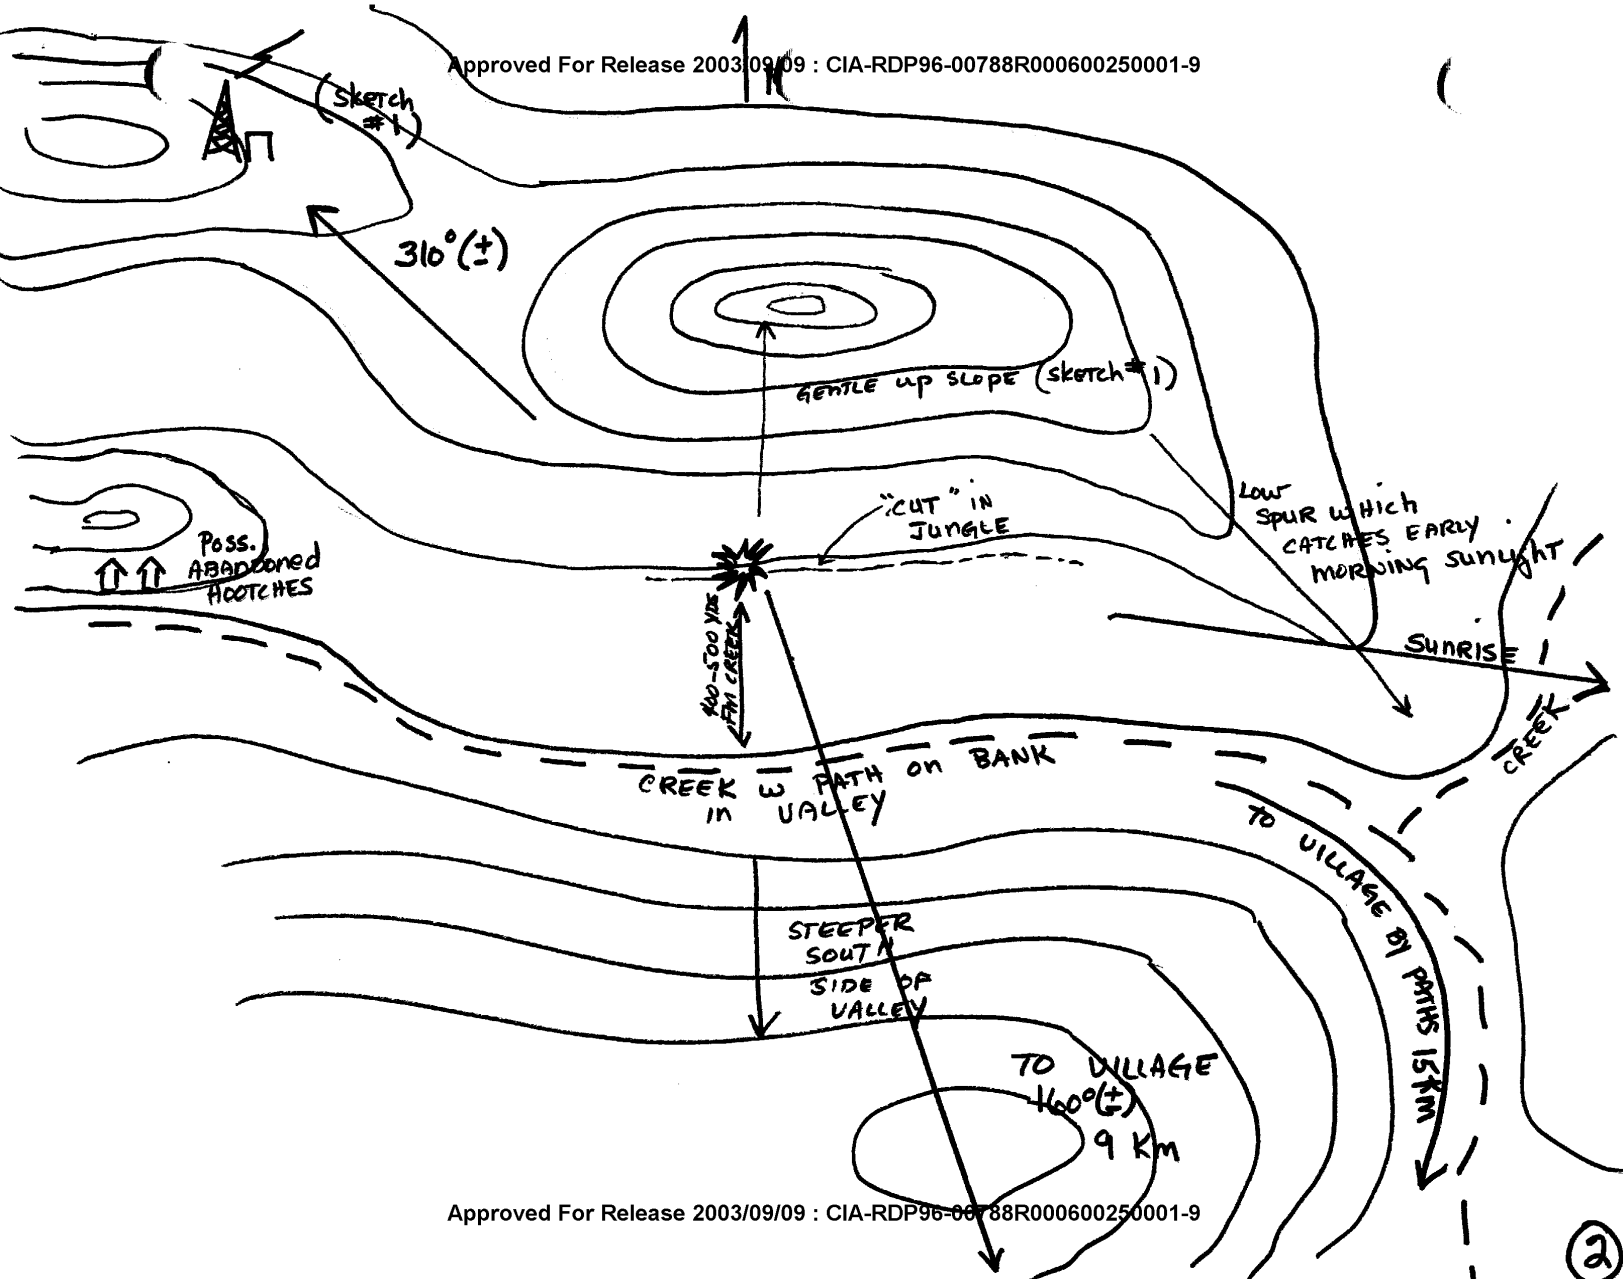 Approved For Release 2003/09/09 : CIA-RDP96-00788R000600250001-9
(SKETCH
#1)
310°(±)
GENTLE UP SLOPE (SKETCH #1)
"CUT" IN
JUNGLE
LOW
SPUR WHICH
CATCHES EARLY
MORNING SUNLIGHT
POSS.
ABANDONED
HOOTCHES
400-500 YDS
FM CREEK
SUNRISE
CREEK
CREEK W PATH ON BANK
IN VALLEY
TO VILLAGE BY PATHS 15KM
STEEPER
SOUTH
SIDE OF
VALLEY
TO VILLAGE
160°(±)
9 KM
Approved For Release 2003/09/09 : CIA-RDP96-00788R000600250001-9
2